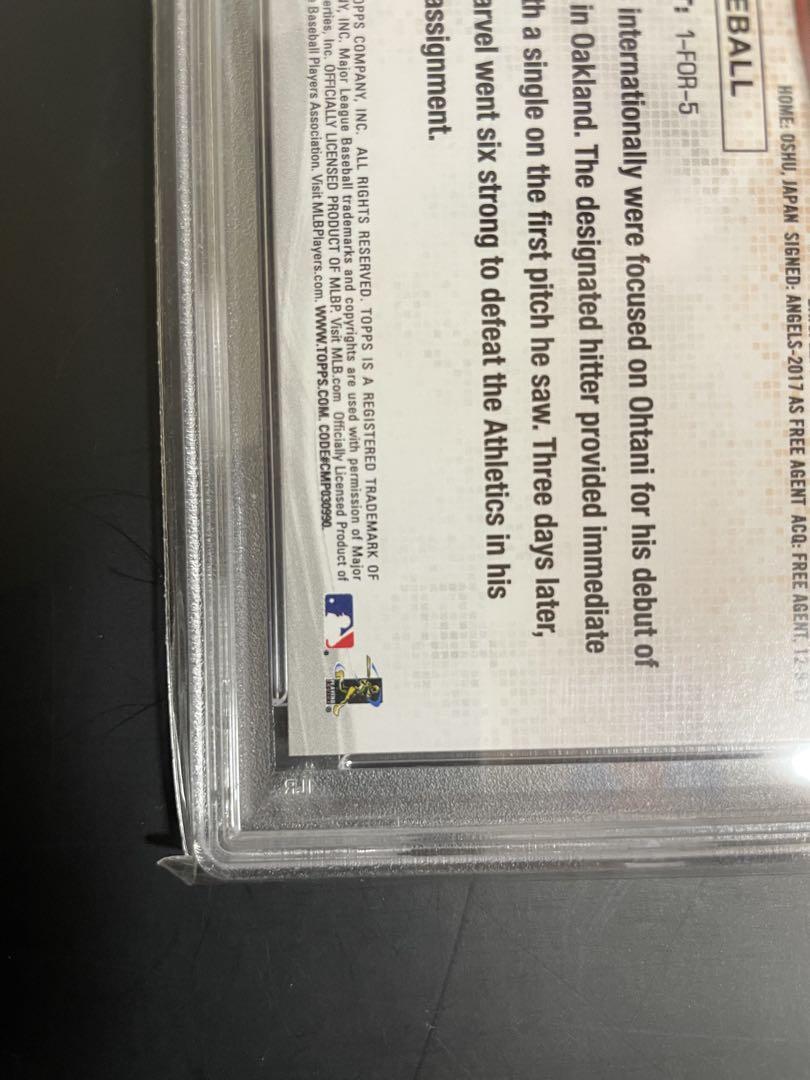 HOME: OSHU, JAPAN SIGNED: ANGELS-2017 AS FREE AGENT ACQ: FREE AGENT,
EBALL
1-FOR-5
internationally were focused on Ohtani for his debut of
in Oakland. The designated hitter provided immediate
th a single on the first pitch he saw. Three days later,
arvel went six strong to defeat the Athletics in his
assignment.
OPPS COMPANY, INC. ALL RIGHTS RESERVED. TOPPS IS A REGISTERED TRADEMARK OF
NY, INC. Major League Baseball trademarks and copyrights are used with permission of Major
erties, Inc. OFFICIALLY LICENSED PRODUCT OF MLBP. Visit MLB.com Officially Licensed Product of
Baseball Players Association. Visit MLBPlayers.com. WWW.TOPPS.COM. CODE#CMP030990.